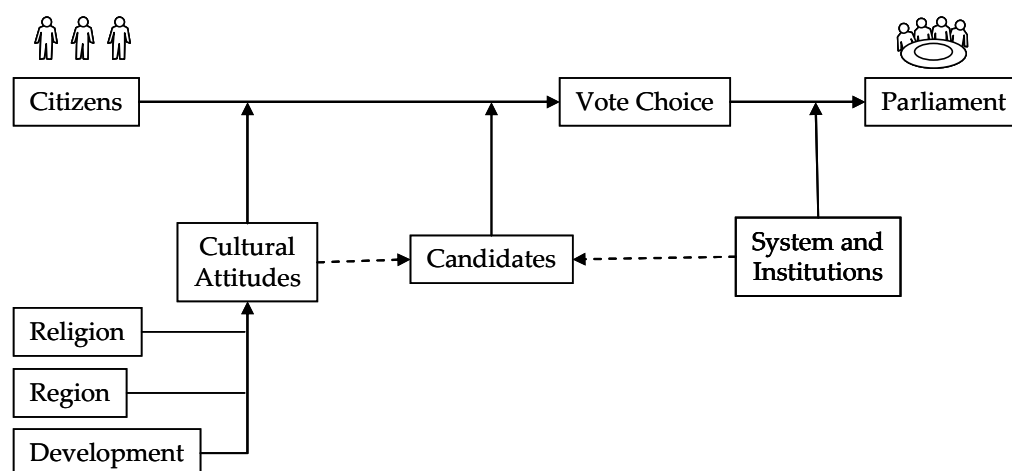 Citizens
Vote Choice
Parliament
Cultural
Attitudes
Candidates
System and
Institutions
Religion
Region
Development